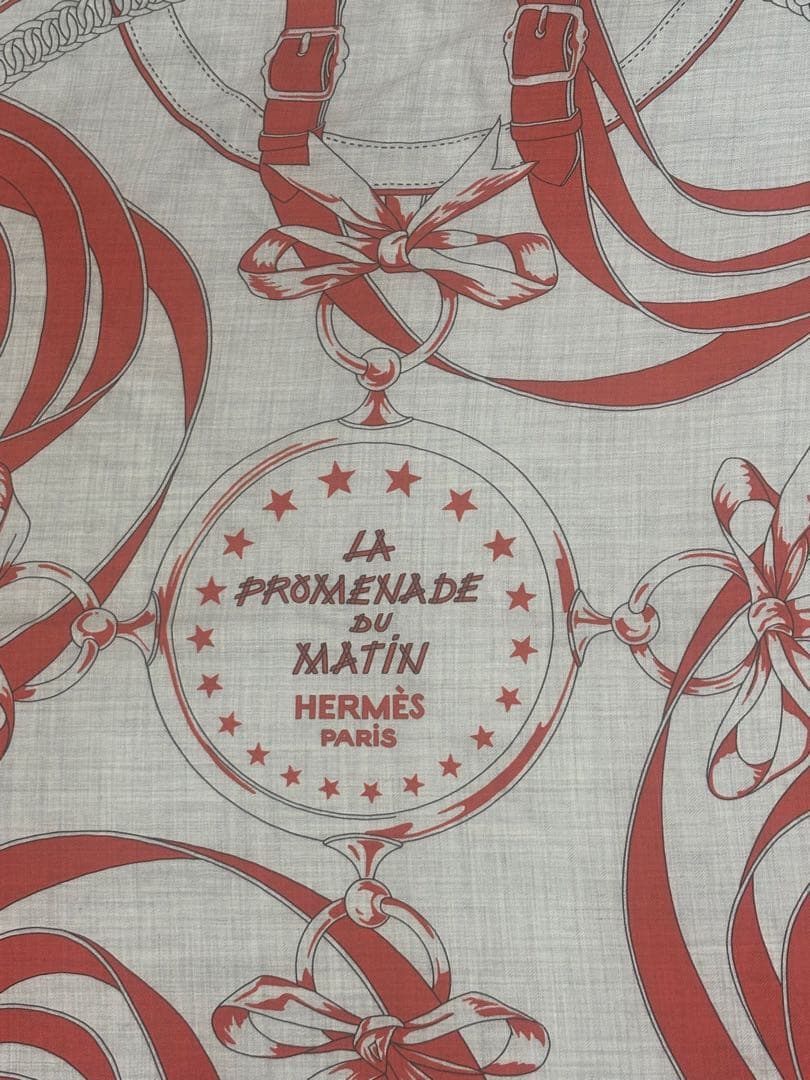 LA
PROMENADE
DU
MATiN
HERMÈS
PARiS